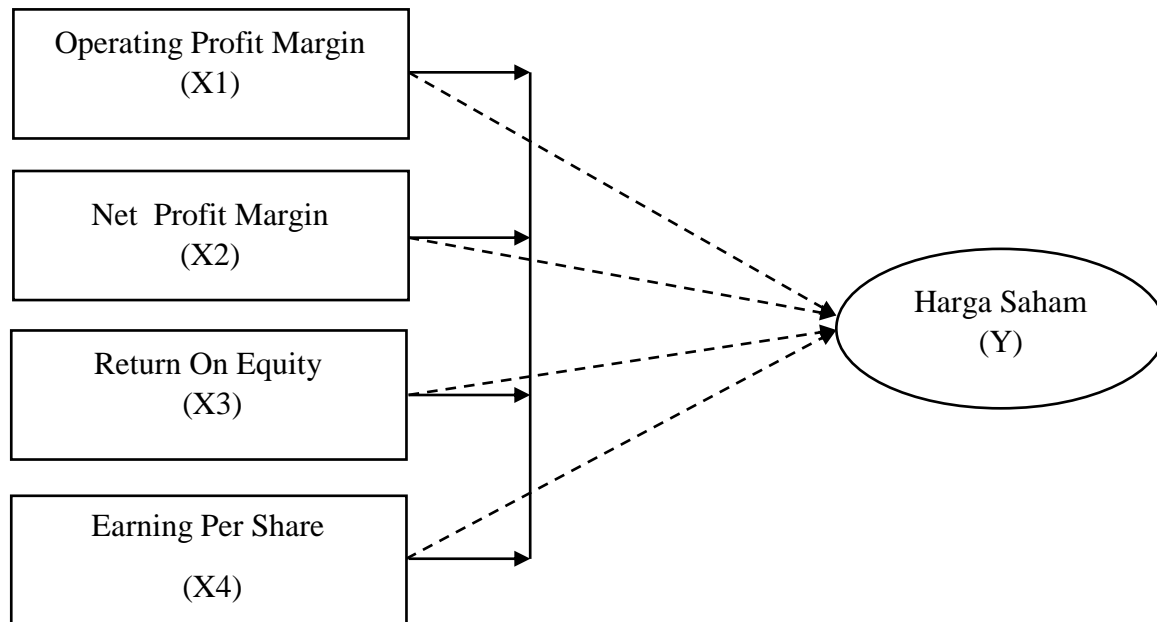 Operating Profit Margin
(X1)
Net Profit Margin
(X2)
Return On Equity
(X3)
Earning Per Share
(X4)
Harga Saham
(Y)